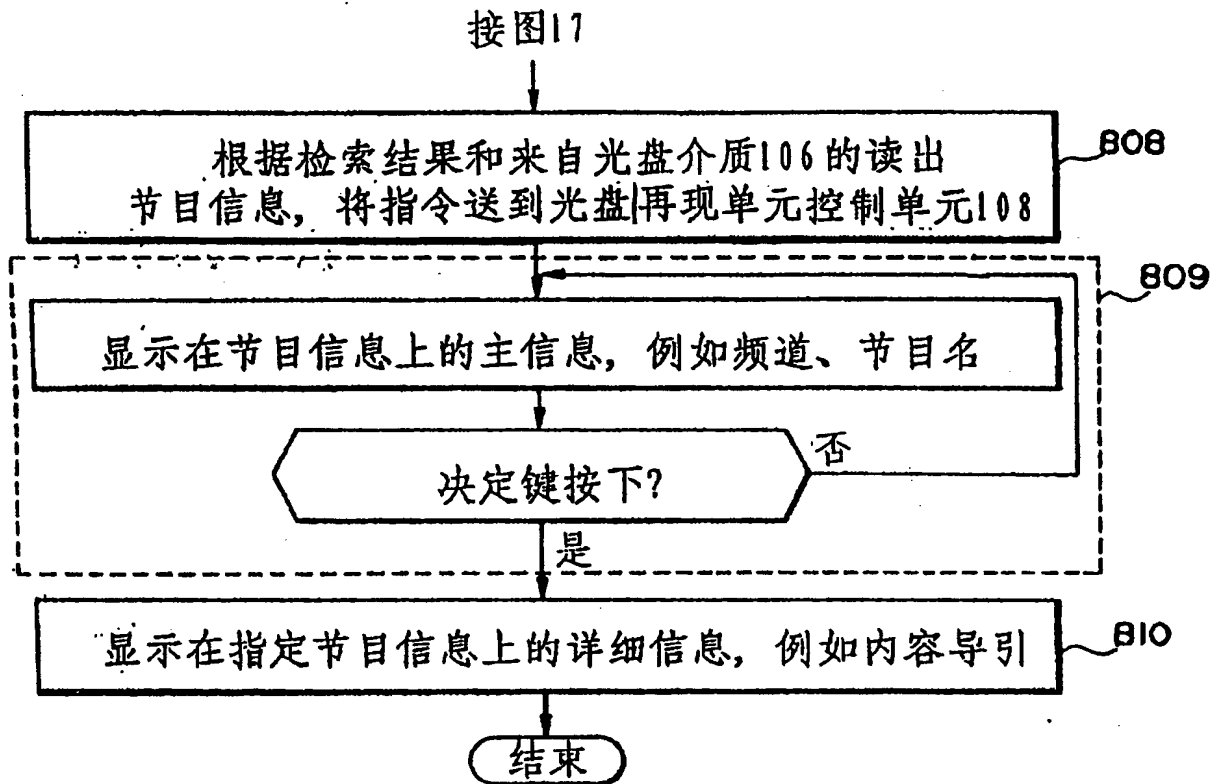 接图17
根据检索结果和来自光盘介质106的读出
节目信息, 将指令送到光盘再现单元控制单元108
808
809
显示在节目信息上的主信息, 例如频道、节目名
决定键按下?
否
是
显示在指定节目信息上的详细信息, 例如内容导引
810
结束